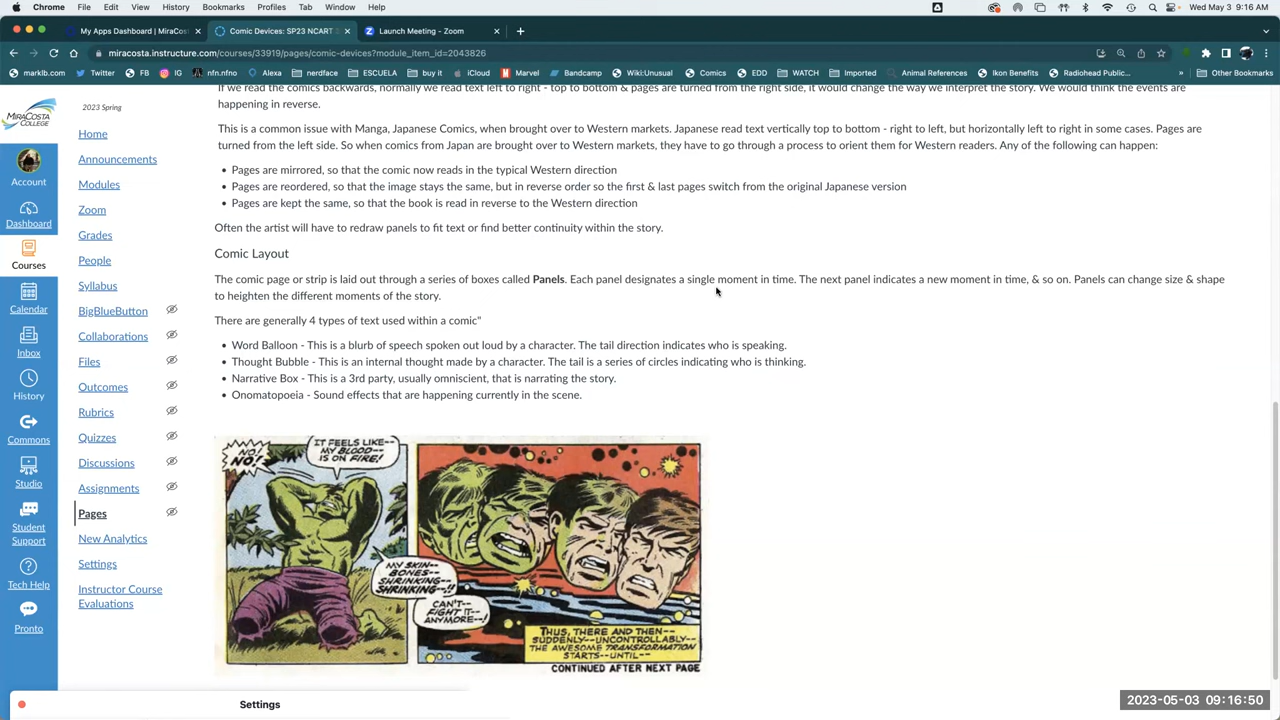 Chrome File Edit View History Bookmarks Profiles Tab Window Help Wed May 3 9:16 AM
My Apps Dashboard | MiraCost Comic Devices: SP23 NCART Launch Meeting - Zoom
miracosta.instructure.com/courses/33919/pages/comic-devices?module_item_id=2043826
marklb.com Twitter FB IG nfn.nfno Alexa nerdface ESCUELA buy it iCloud Marvel Bandcamp Wiki:Unusual Comics EDD WATCH Imported Animal References Ikon Benefits Radiohead Public... » Other Bookmarks
MIRACOSTA
COLLEGE
Account
Dashboard
Courses
Calendar
Inbox
History
Commons
Studio
Student
Support
Tech Help
Pronto
2023 Spring
Home
Announcements
Modules
Zoom
Grades
People
Syllabus
BigBlueButton
Collaborations
Files
Outcomes
Rubrics
Quizzes
Discussions
Assignments
Pages
New Analytics
Settings
Instructor Course
Evaluations
If we read the comics backwards, normally we read text left to right - top to bottom & pages are turned from the right side, it would change the way we interpret the story. We would think the events are
happening in reverse.
This is a common issue with Manga, Japanese Comics, when brought over to Western markets. Japanese read text vertically top to bottom - right to left, but horizontally left to right in some cases. Pages are
turned from the left side. So when comics from Japan are brought over to Western markets, they have to go through a process to orient them for Western readers. Any of the following can happen:
• Pages are mirrored, so that the comic now reads in the typical Western direction
• Pages are reordered, so that the image stays the same, but in reverse order so the first & last pages switch from the original Japanese version
• Pages are kept the same, so that the book is read in reverse to the Western direction
Often the artist will have to redraw panels to fit text or find better continuity within the story.
Comic Layout
The comic page or strip is laid out through a series of boxes called Panels. Each panel designates a single moment in time. The next panel indicates a new moment in time, & so on. Panels can change size & shape
to heighten the different moments of the story.
There are generally 4 types of text used within a comic"
• Word Balloon - This is a blurb of speech spoken out loud by a character. The tail direction indicates who is speaking.
• Thought Bubble - This is an internal thought made by a character. The tail is a series of circles indicating who is thinking.
• Narrative Box - This is a 3rd party, usually omniscient, that is narrating the story.
• Onomatopoeia - Sound effects that are happening currently in the scene.
NO!
NO!
IT FEELS LIKE--
MY BLOOD--
IS ON FIRE!
MY SKIN--
BONES--
SHRINKING--
SHRINKING--!!
CAN'T--
FIGHT IT--
ANYMORE--!
THUS, THERE AND THEN--
SUDDENLY--UNCONTROLLABLY--
THE AWESOME TRANSFORMATION
STARTS--UNTIL--
CONTINUED AFTER NEXT PAGE
Settings
2023-05-03 09:16:50